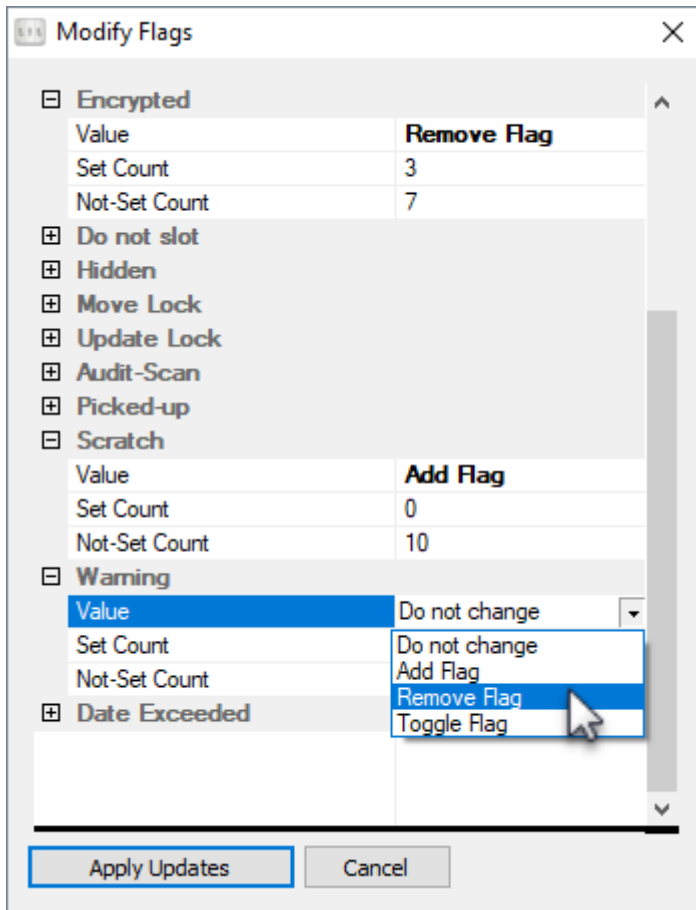 Modify Flags
Encrypted
Value Remove Flag
Set Count 3
Not-Set Count 7
Do not slot
Hidden
Move Lock
Update Lock
Audit-Scan
Picked-up
Scratch
Value Add Flag
Set Count 0
Not-Set Count 10
Warning
Value Do not change
Set Count Do not change
Add Flag
Not-Set Count Remove Flag
Date Exceeded Toggle Flag
Apply Updates Cancel